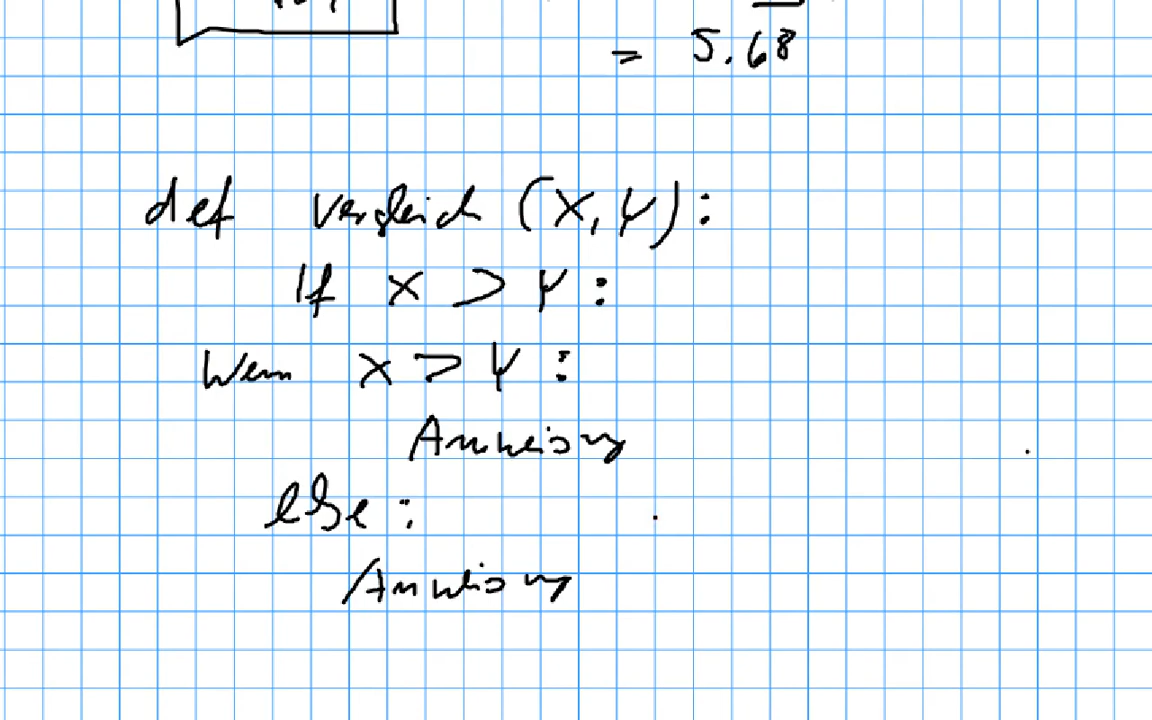 = 5.68
def vergleich (x, y):
If x > y :
Wenn x > y :
Anweisung
else :
Anweisung